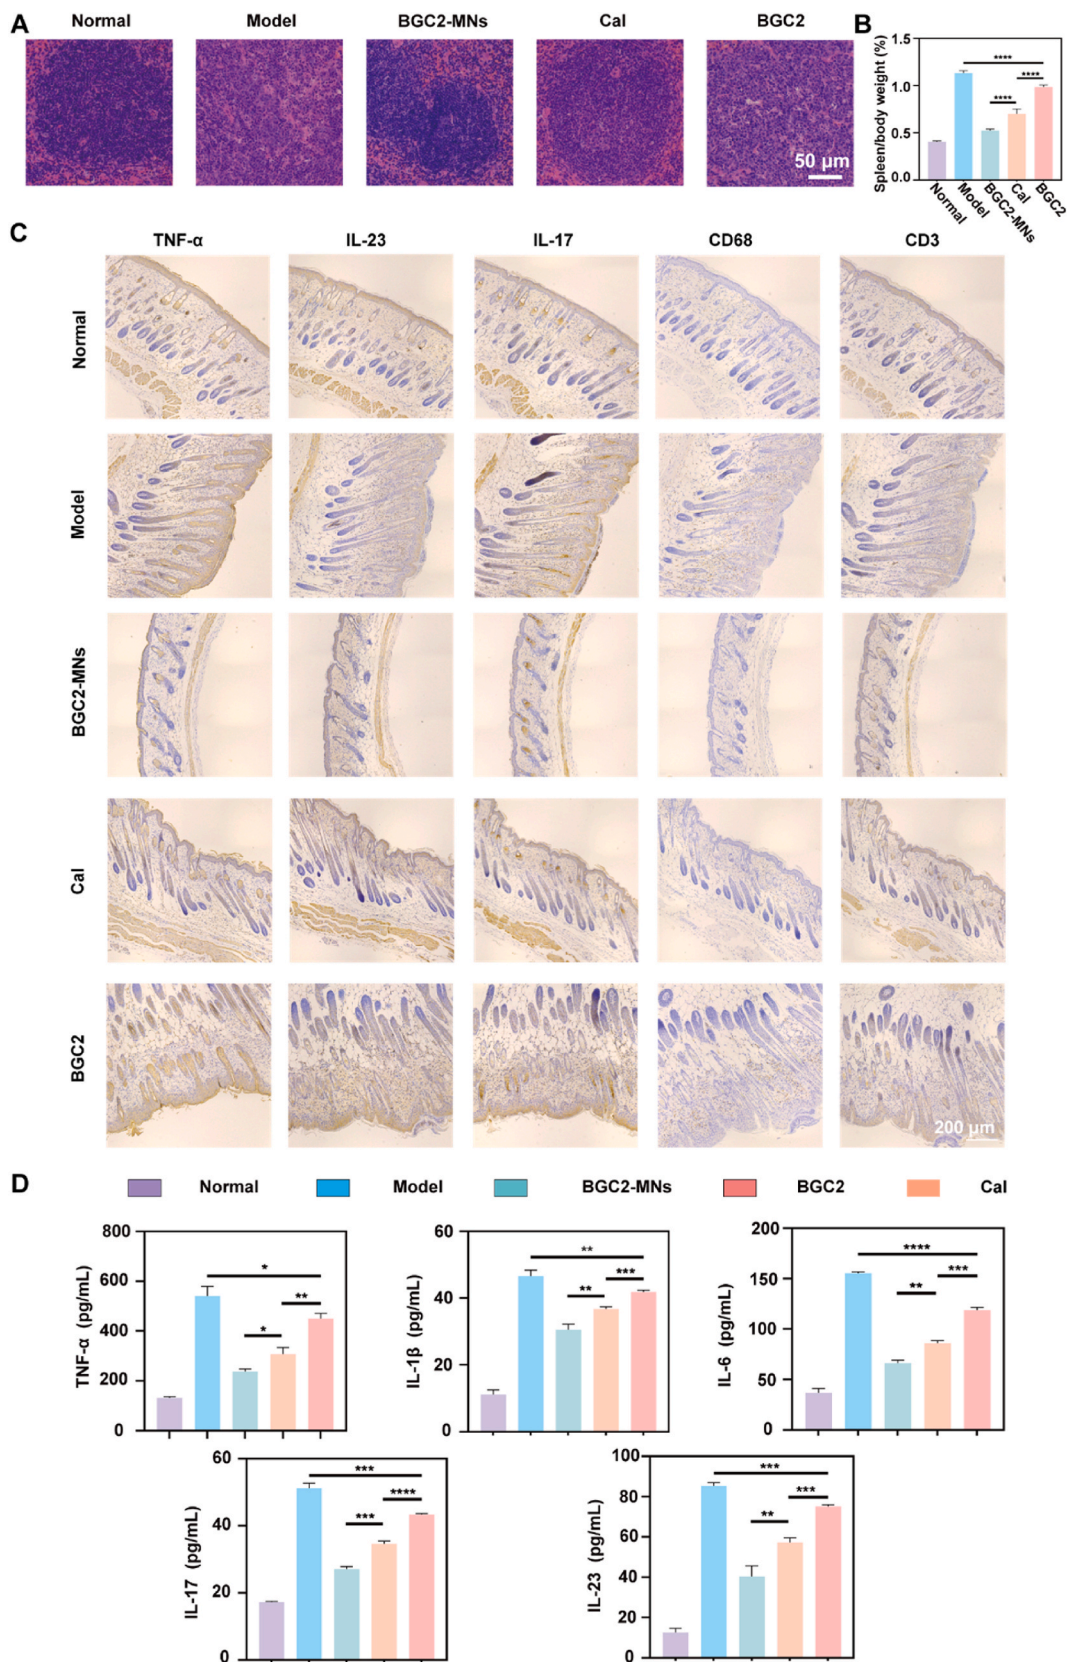 A
Normal
Model
BGC2-MNs
Cal
BGC2
50 μm
B
Spleen/body weight (%)
1.5
1.0
0.5
0.0
****
****
****
Normal
Model
BGC2-MNs
Cal
BGC2
C
TNF-α
IL-23
IL-17
CD68
CD3
Normal
Model
BGC2-MNs
Cal
BGC2
200 μm
D
Normal
Model
BGC2-MNs
BGC2
Cal
TNF-α (pg/mL)
800
600
400
200
0
*
**
*
IL-1β (pg/mL)
60
40
20
0
**
***
**
IL-6 (pg/mL)
200
150
100
50
0
****
***
**
IL-17 (pg/mL)
60
40
20
0
***
****
***
IL-23 (pg/mL)
100
80
60
40
20
0
***
***
**